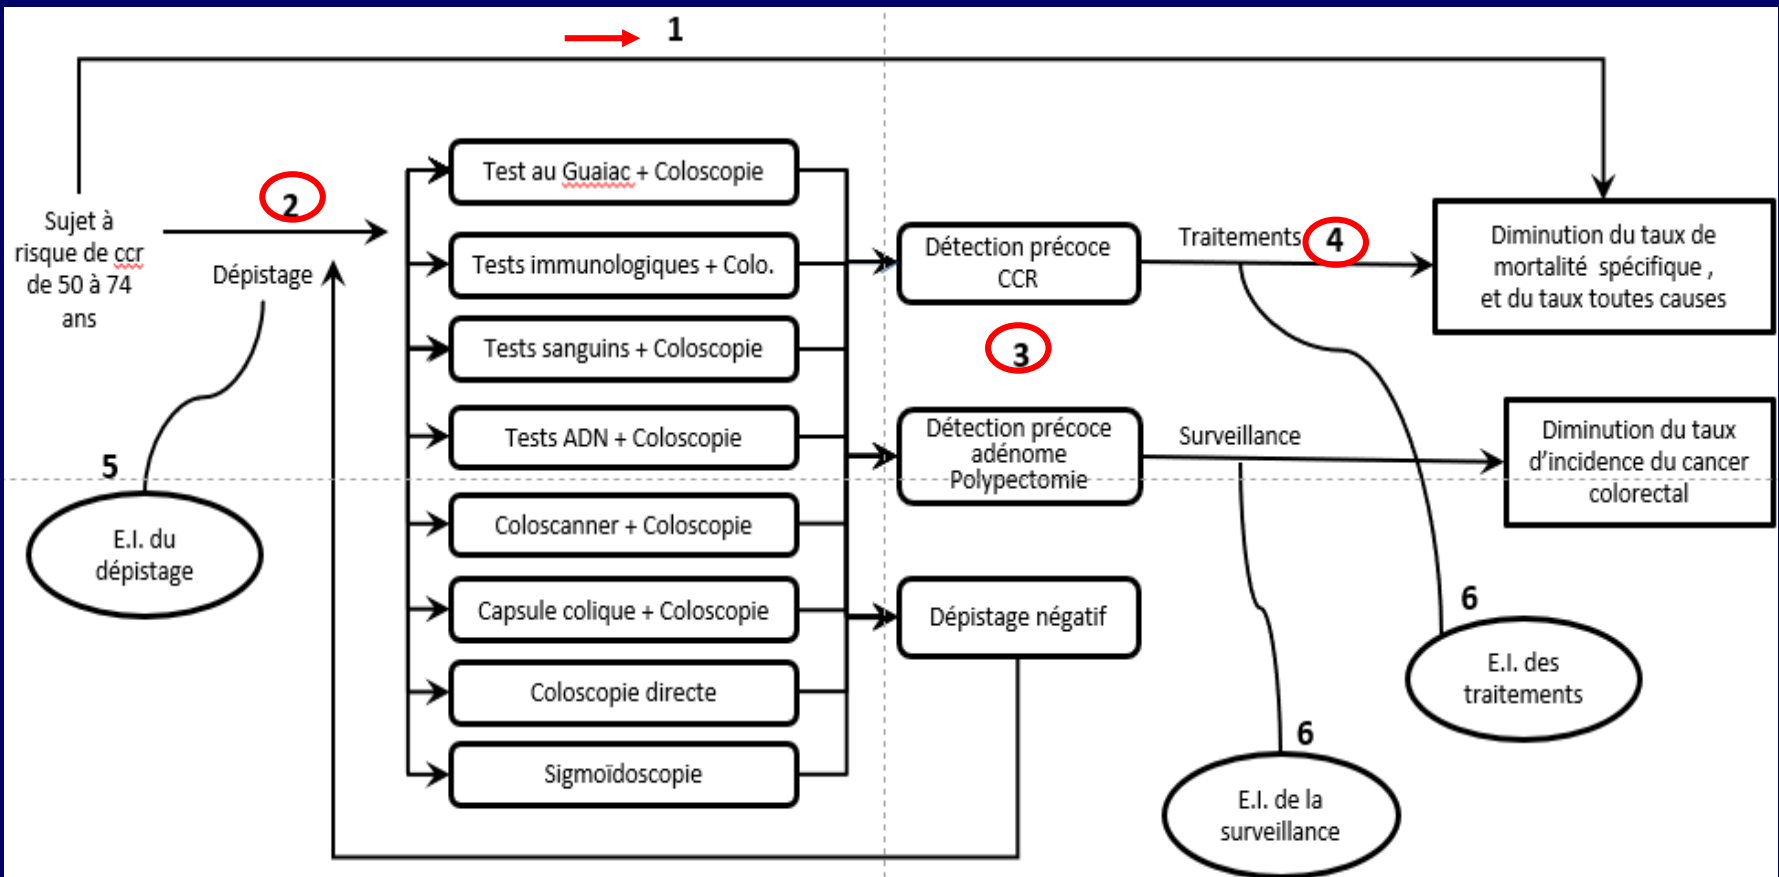 1
Sujet à
risque de ccr
de 50 à 74
ans
2
Dépistage
5
E.I. du
dépistage
Test au Guaiac + Coloscopie
Tests immunologiques + Colo.
Tests sanguins + Coloscopie
Tests ADN + Coloscopie
Coloscanner + Coloscopie
Capsule colique + Coloscopie
Coloscopie directe
Sigmoïdoscopie
Détection précoce
CCR
3
Détection précoce
adénome
Polypectomie
Dépistage négatif
Traitements
4
Surveillance
Diminution du taux de
mortalité spécifique ,
et du taux toutes causes
Diminution du taux
d’incidence du cancer
colorectal
6
E.I. des
traitements
6
E.I. de la
surveillance